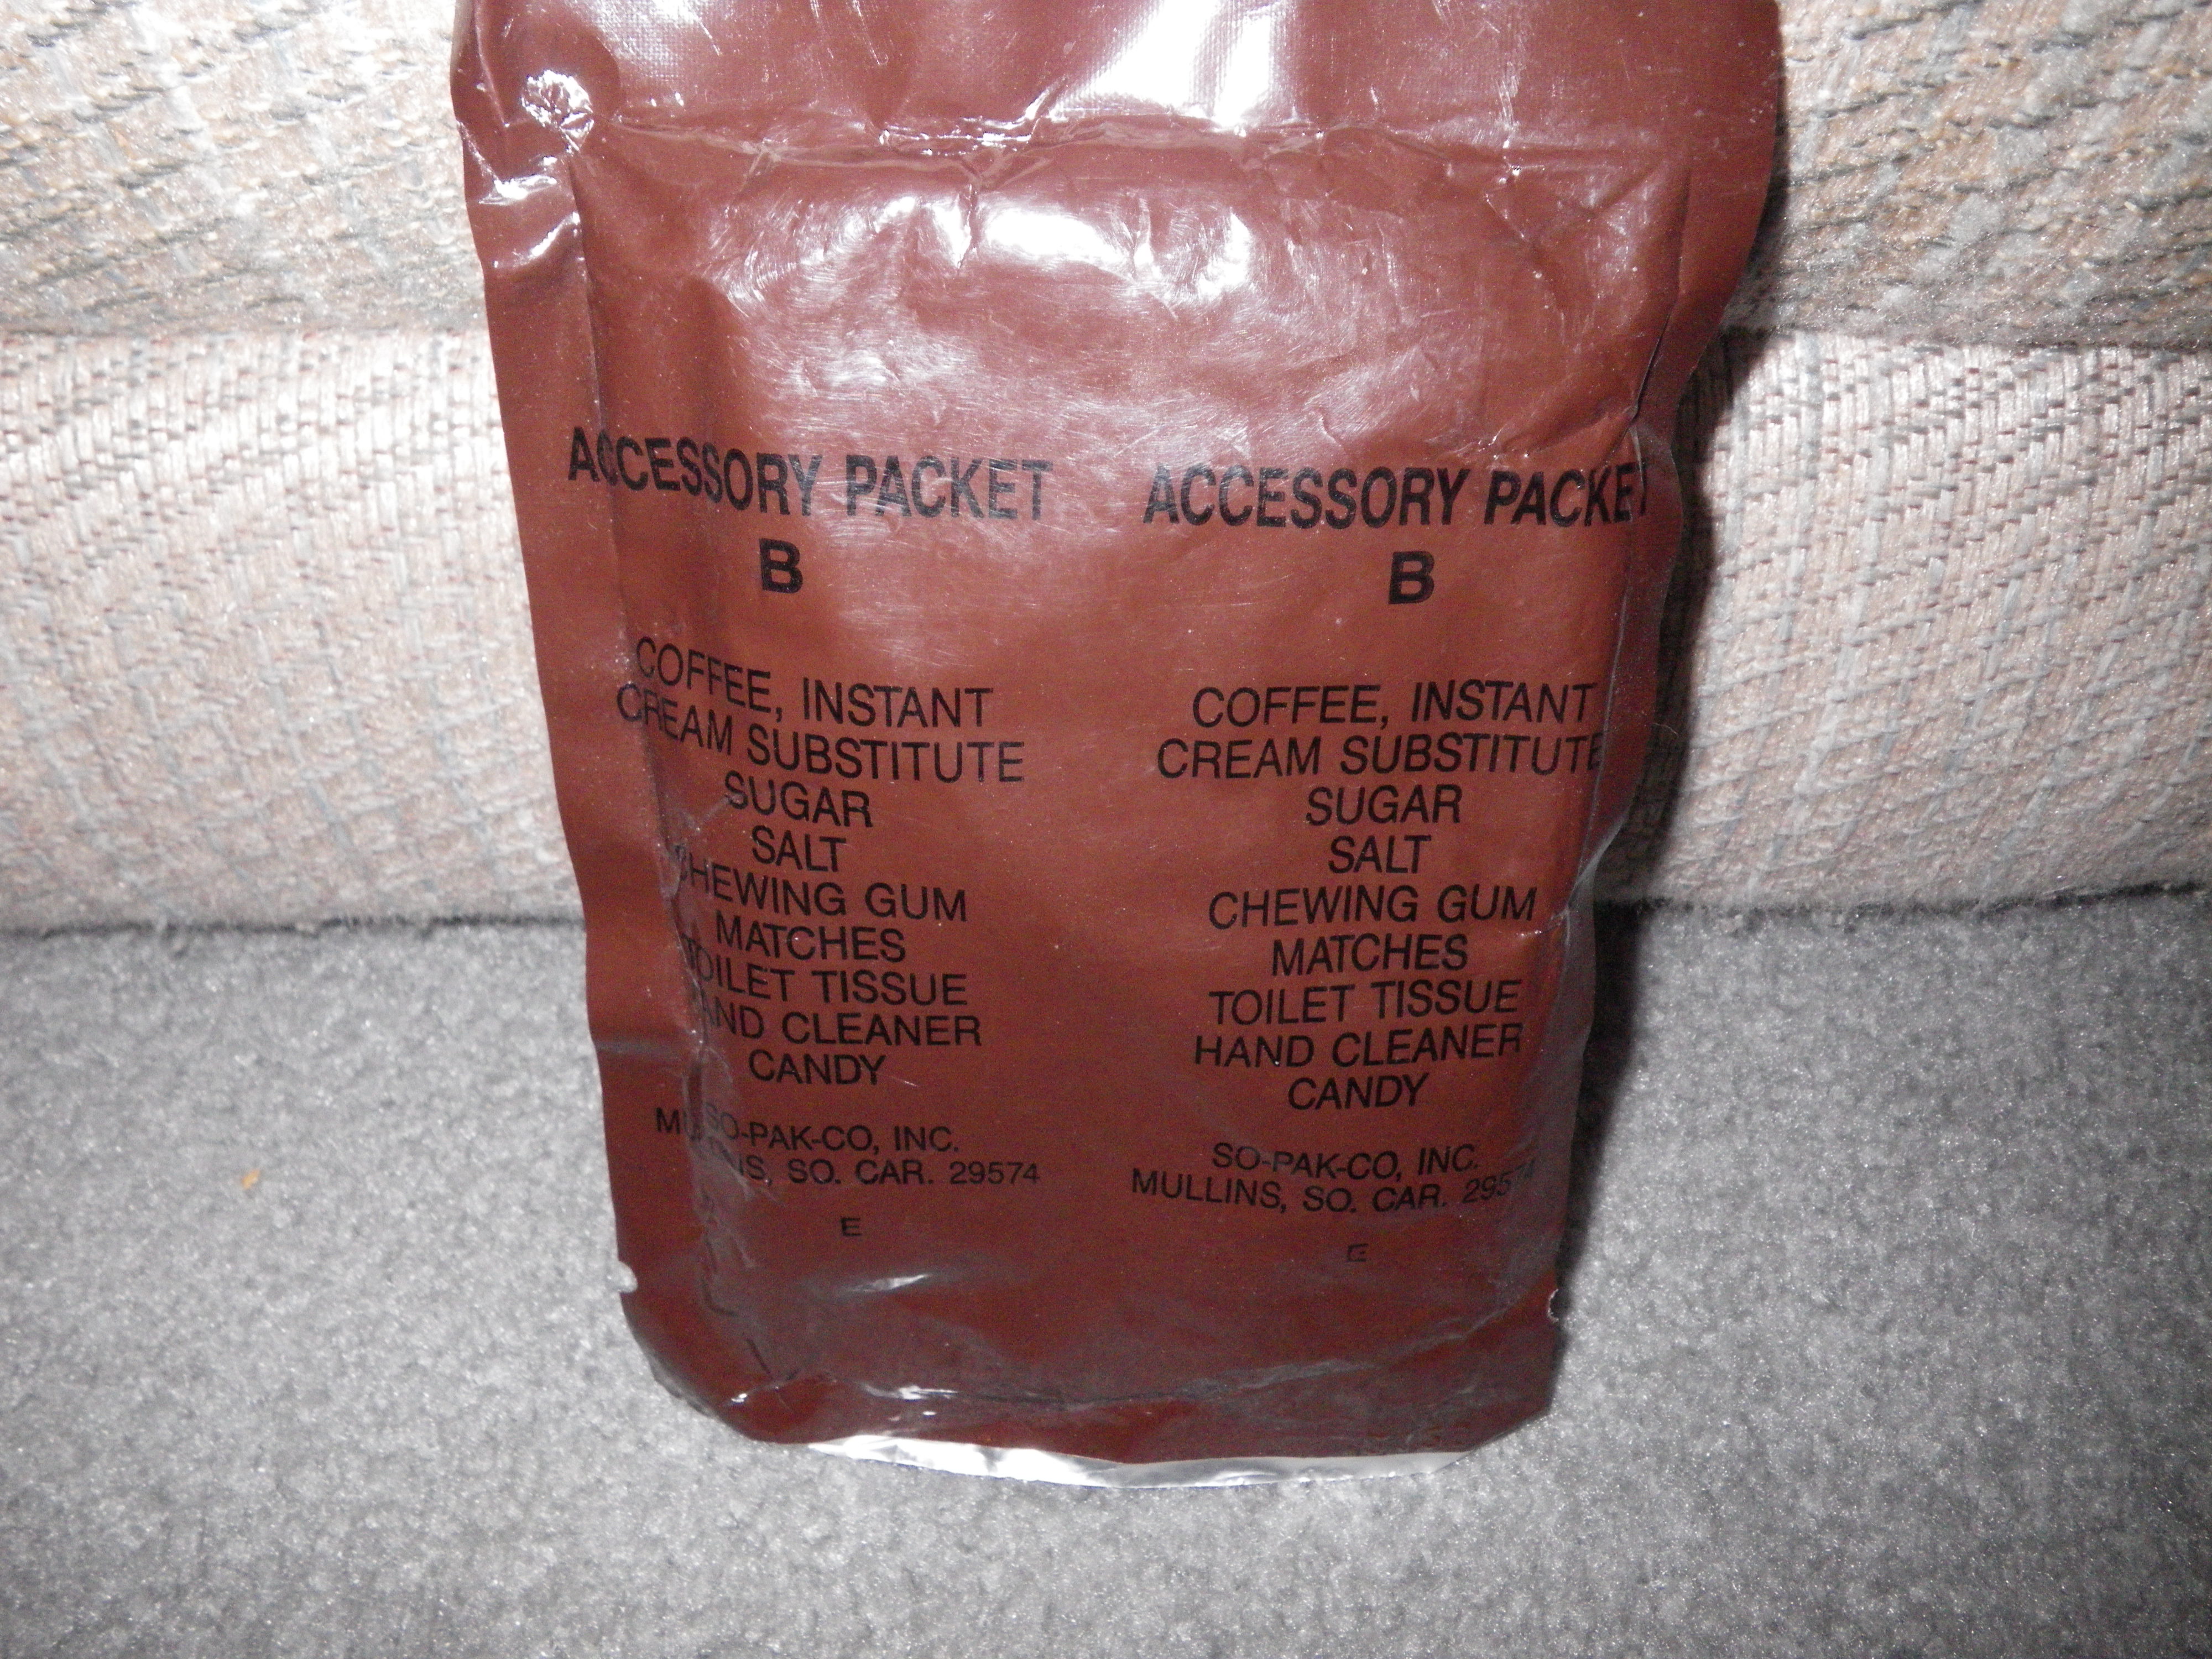 ACCESSORY PACKET
B
COFFEE, INSTANT
CREAM SUBSTITUTE
SUGAR
SALT
CHEWING GUM
MATCHES
TOILET TISSUE
HAND CLEANER
CANDY
SO-PAK-CO, INC.
MULLINS, SO. CAR. 29574
E
ACCESSORY PACKET
B
COFFEE, INSTANT
CREAM SUBSTITUTE
SUGAR
SALT
CHEWING GUM
MATCHES
TOILET TISSUE
HAND CLEANER
CANDY
SO-PAK-CO, INC.
MULLINS, SO. CAR. 29574
E